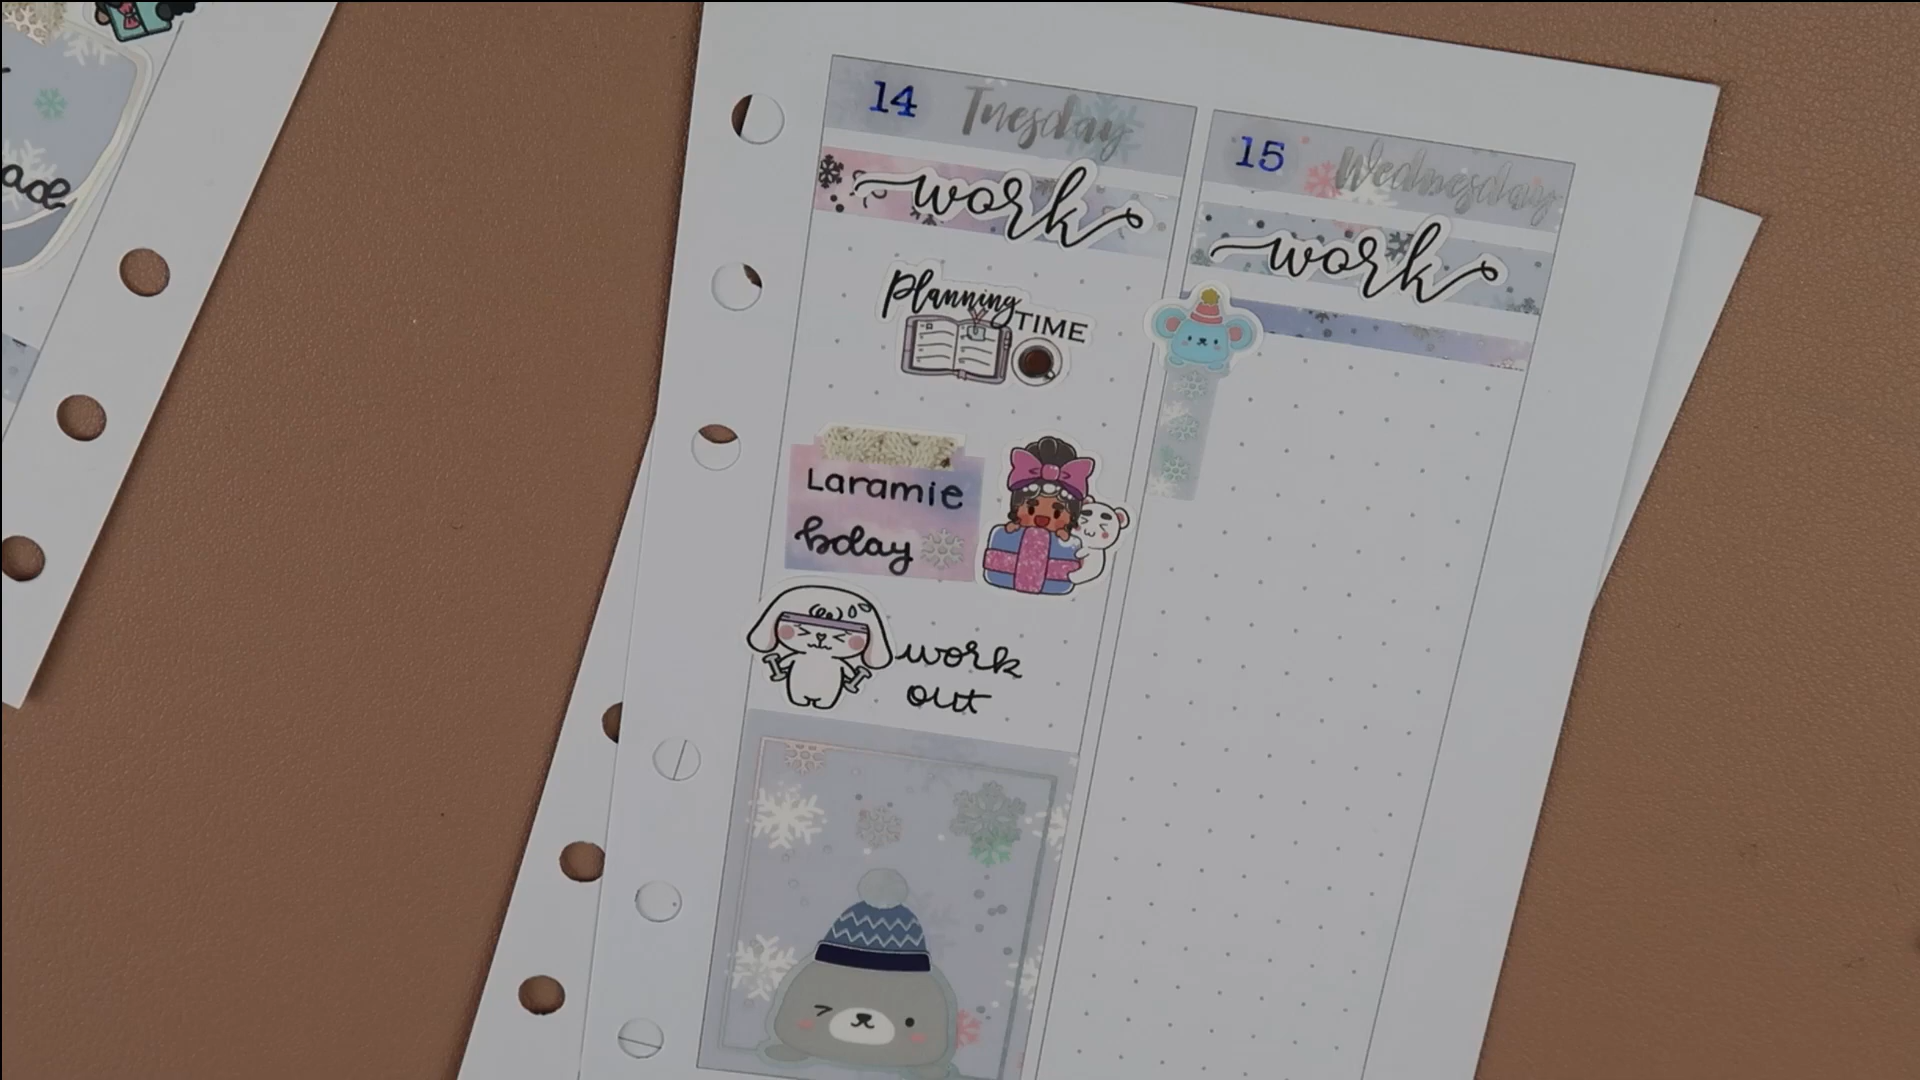 14 Tuesday
work
Planning
TIME
Laramie
bday
work
out
15 Wednesday
work